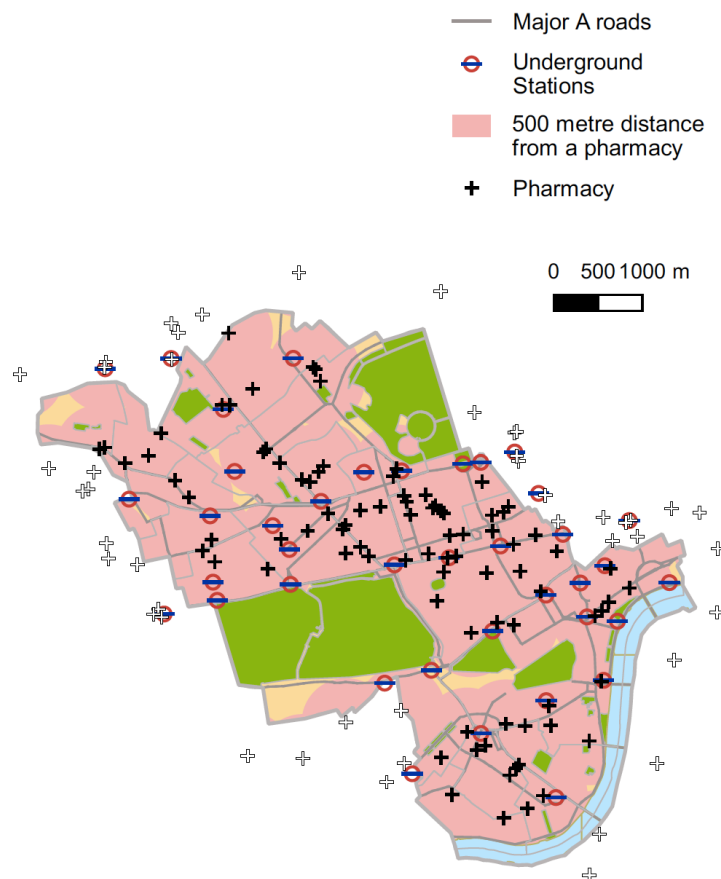 Major A roads
Underground
Stations
500 metre distance
from a pharmacy
Pharmacy
0 500 1000 m